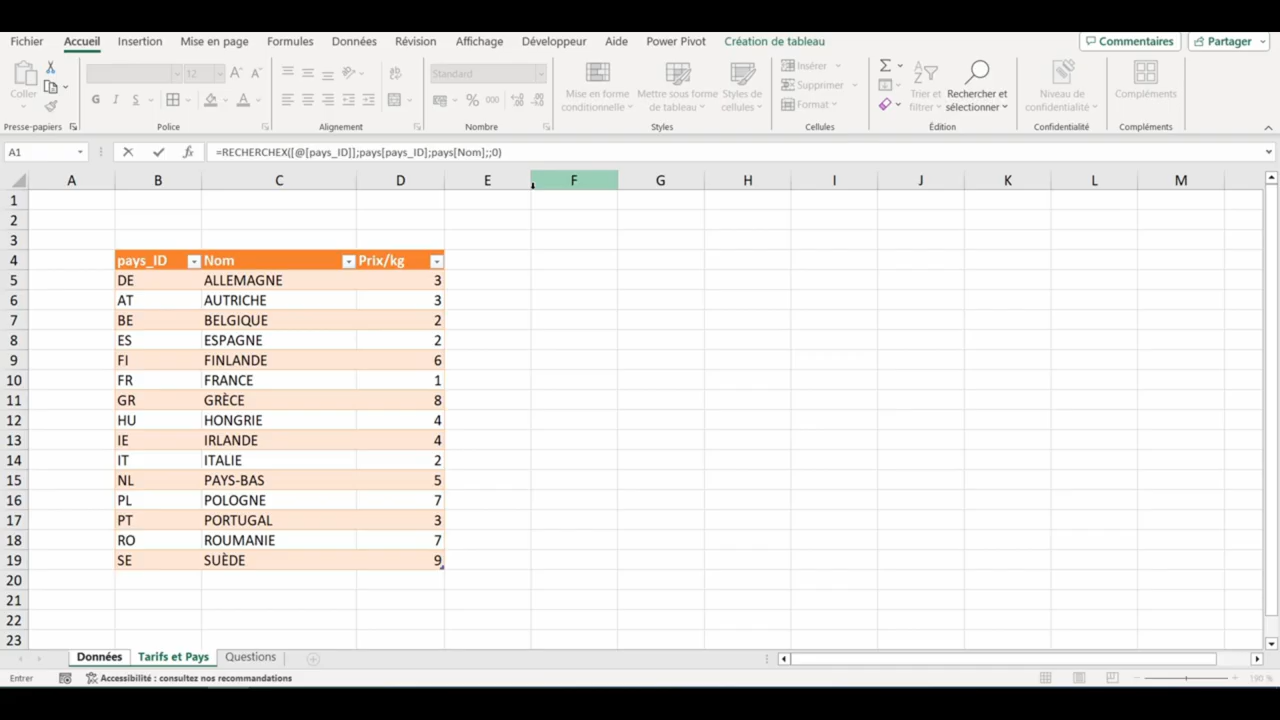 Fichier Accueil Insertion Mise en page Formules Données Révision Affichage Développeur Aide Power Pivot Création de tableau Commentaires Partager
Coller
12
Standard
Mise en forme conditionnelle
Mettre sous forme de tableau
Styles de cellules
Insérer
Supprimer
Format
Trier et filtrer
Rechercher et sélectionner
Niveau de confidentialité
Compléments
Presse-papiers Police Alignement Nombre Styles Cellules Édition Confidentialité Compléments
A1 fx =RECHERCHEX([@[pays_ID]];pays[pays_ID];pays[Nom];;0)
A B C D E F G H I J K L M
1
2
3
4 pays_ID Nom Prix/kg
5 DE ALLEMAGNE 3
6 AT AUTRICHE 3
7 BE BELGIQUE 2
8 ES ESPAGNE 2
9 FI FINLANDE 6
10 FR FRANCE 1
11 GR GRÈCE 8
12 HU HONGRIE 4
13 IE IRLANDE 4
14 IT ITALIE 2
15 NL PAYS-BAS 5
16 PL POLOGNE 7
17 PT PORTUGAL 3
18 RO ROUMANIE 7
19 SE SUÈDE 9
20
21
22
23
Données Tarifs et Pays Questions
Entrer Accessibilité : consultez nos recommandations 190 %